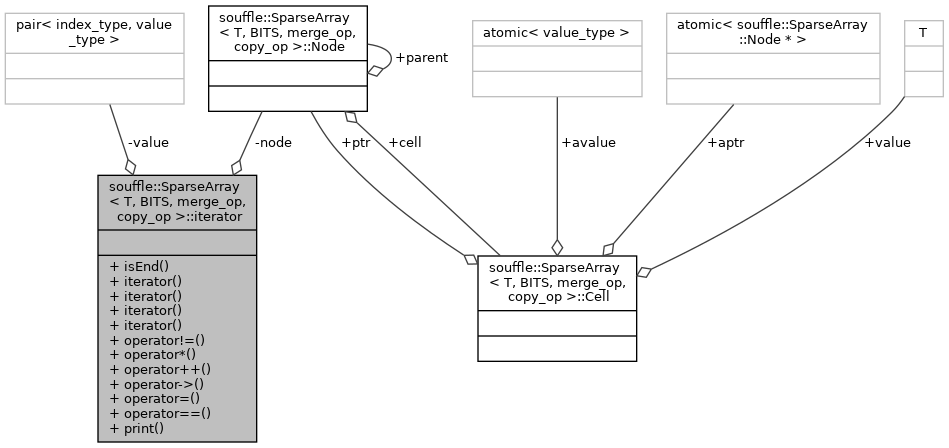 pair< index_type, value
_type >
souffle::SparseArray
< T, BITS, merge_op,
copy_op >::Node
+parent
atomic< value_type >
atomic< souffle::SparseArray
::Node * >
T
-value
-node
+ptr
+cell
+avalue
+aptr
+value
souffle::SparseArray
< T, BITS, merge_op,
copy_op >::iterator
+ isEnd()
+ iterator()
+ iterator()
+ iterator()
+ iterator()
+ operator!=()
+ operator*()
+ operator++()
+ operator->()
+ operator=()
+ operator==()
+ print()
souffle::SparseArray
< T, BITS, merge_op,
copy_op >::Cell